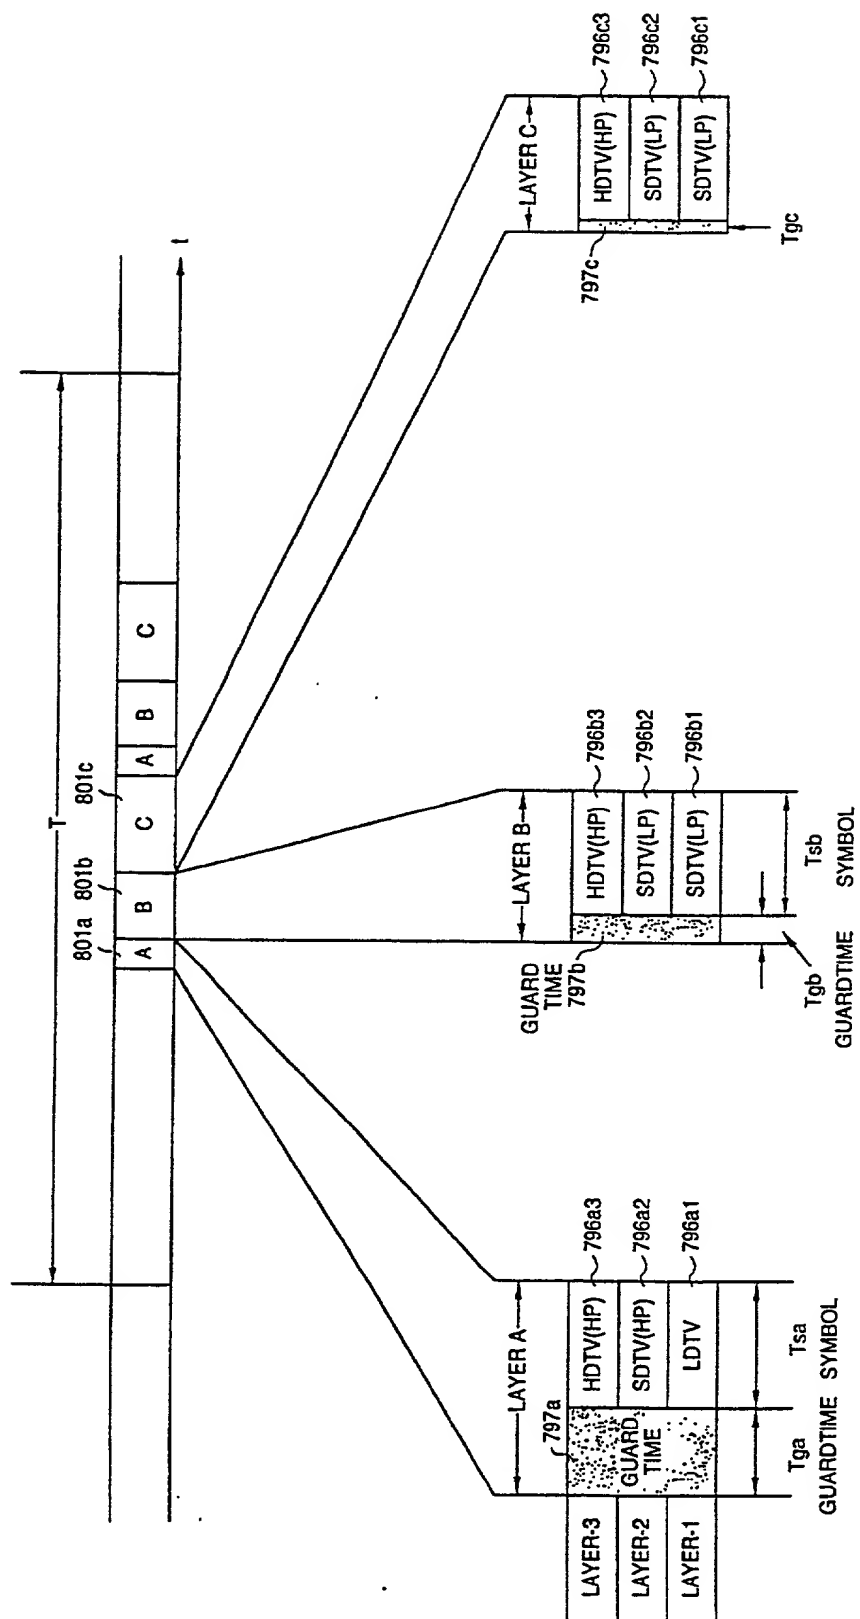 T
801a
801b
801c
A
B
C
A
B
C
t
LAYER A
797a
LAYER-3
LAYER-2
LAYER-1
GUARD
TIME
HDTV(HP)
SDTV(HP)
LDTV
796a3
796a2
796a1
Tga
GUARDTIME
Tsa
SYMBOL
LAYER B
GUARD
TIME
797b
HDTV(HP)
SDTV(LP)
SDTV(LP)
796b3
796b2
796b1
Tgb
GUARDTIME
Tsb
SYMBOL
LAYER C
797c
HDTV(HP)
SDTV(LP)
SDTV(LP)
796c3
796c2
796c1
Tgc